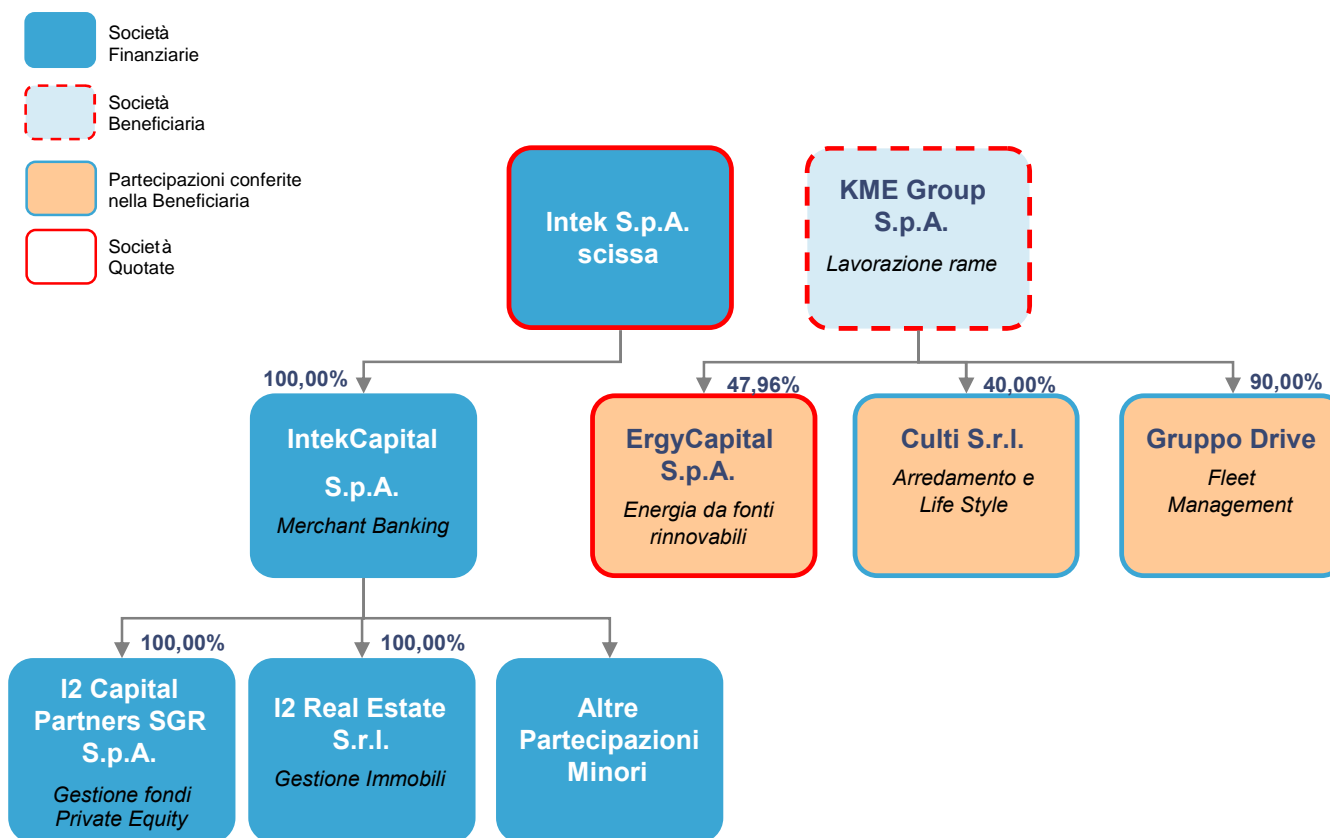 Società
Finanziarie
Società
Beneficiaria
Partecipazioni conferite
nella Beneficiaria
Società
Quotate
Intek S.p.A.
scissa
KME Group
S.p.A.
Lavorazione rame
100,00%
47,96%
40,00%
90,00%
IntekCapital
S.p.A.
Merchant Banking
ErgyCapital
S.p.A.
Energia da fonti
rinnovabili
Culti S.r.l.
Arredamento e
Life Style
Gruppo Drive
Fleet
Management
100,00%
100,00%
I2 Capital
Partners SGR
S.p.A.
Gestione fondi
Private Equity
I2 Real Estate
S.r.l.
Gestione Immobili
Altre
Partecipazioni
Minori